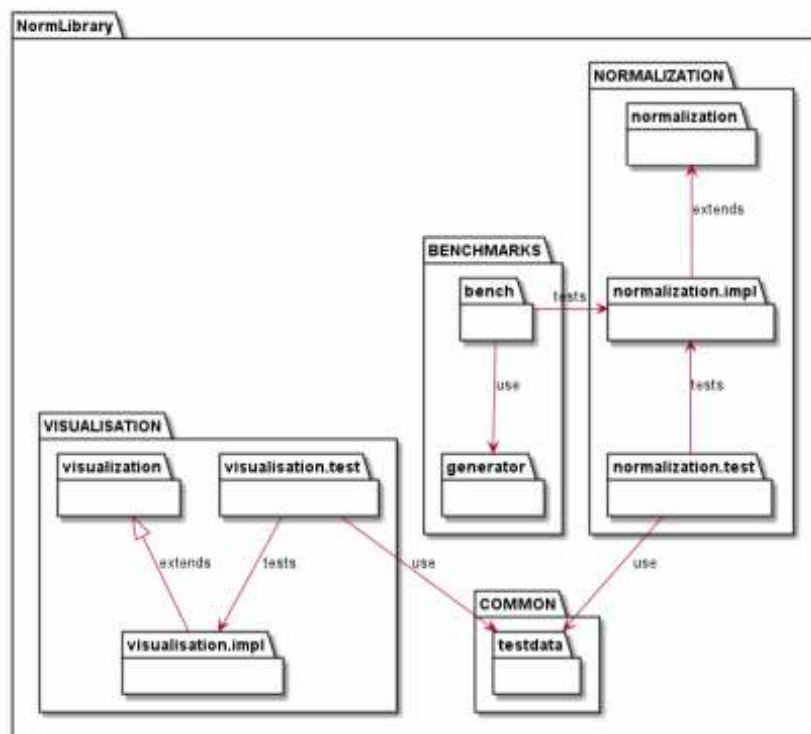 NormLibrary
NORMALIZATION
normalization
extends
BENCHMARKS
bench
tests
normalization.impl
use
tests
VISUALISATION
visualization
visualisation.test
generator
normalization.test
extends
tests
use
use
COMMON
visualisation.impl
testdata